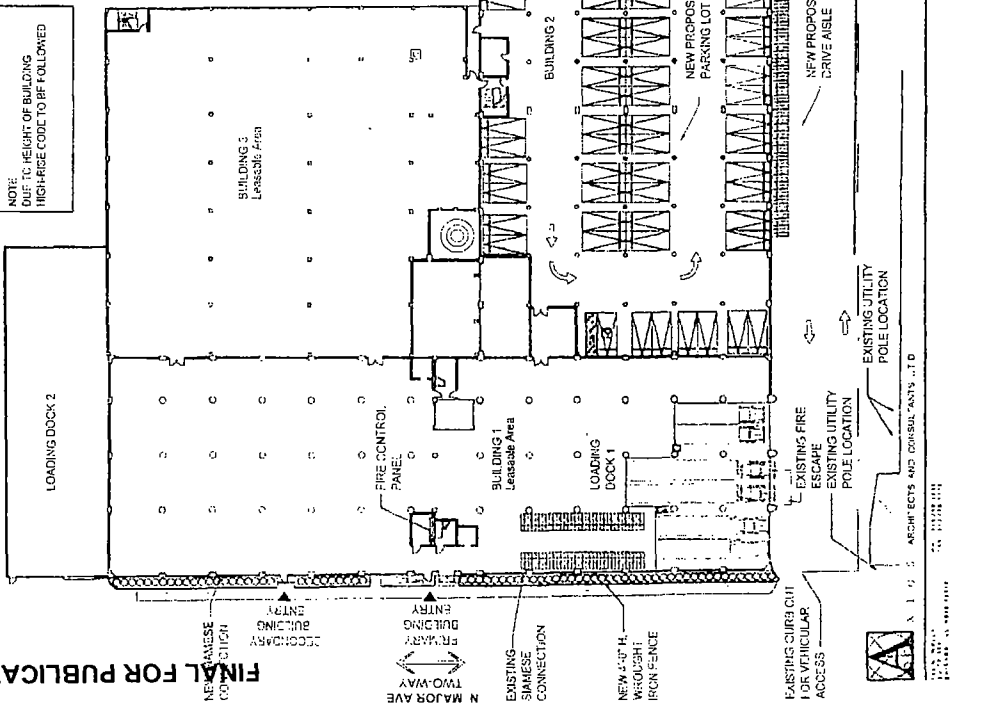 NOTE
DUE TO HEIGHT OF BUILDING
HIGH-RISE CODE TO BE FOLLOWED
LOADING DOCK 2
BUILDING 3
Leasable Area
BUILDING 2
NEW PROPOS
PARKING LOT
NEW PROPOS
DRIVE AISLE
FIRE CONTROL
PANEL
BUILDING 1
Leasable Area
LOADING
DOCK 1
EXISTING FIRE
ESCAPE
EXISTING UTILITY
POLE LOCATION
EXISTING UTILITY
POLE LOCATION
SECONDARY
BUILDING
ENTRY
PRIMARY
BUILDING
ENTRY
N MAJOR AVE
TWO-WAY
EXISTING
SIAMESE
CONNECTION
WROUGHT
IRON FENCE
EXISTING CURB CUT
FOR VEHICULAR
ACCESS
FINAL FOR PUBLICA
ARCHITECTS AND CONSULTANTS